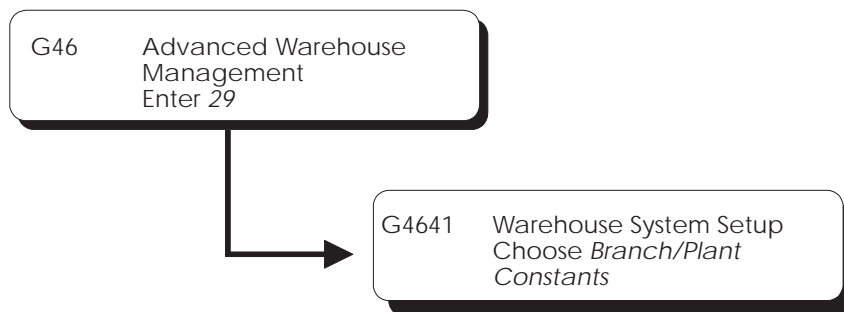 G46 Advanced Warehouse
Management
Enter 29
G4641 Warehouse System Setup
Choose Branch/Plant
Constants